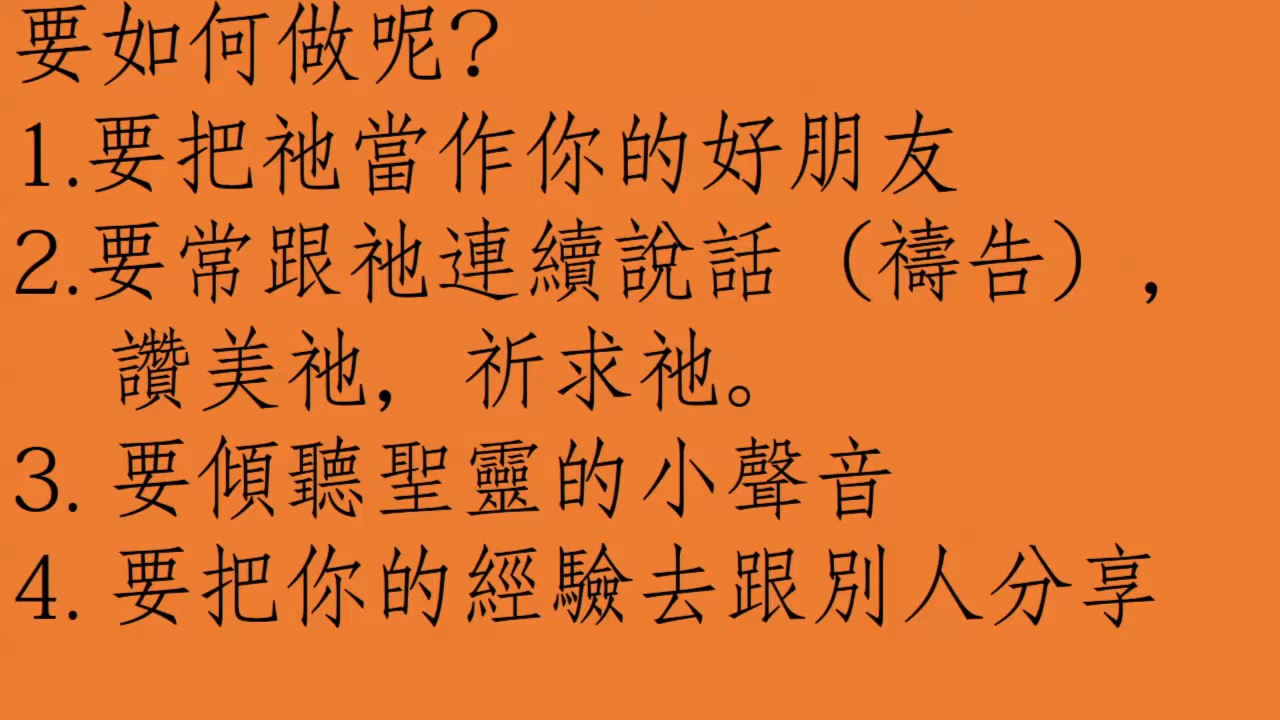 要如何做呢?
1.要把祂當作你的好朋友
2.要常跟祂連續說話（禱告），
讚美祂，祈求祂。
3. 要傾聽聖靈的小聲音
4. 要把你的經驗去跟別人分享